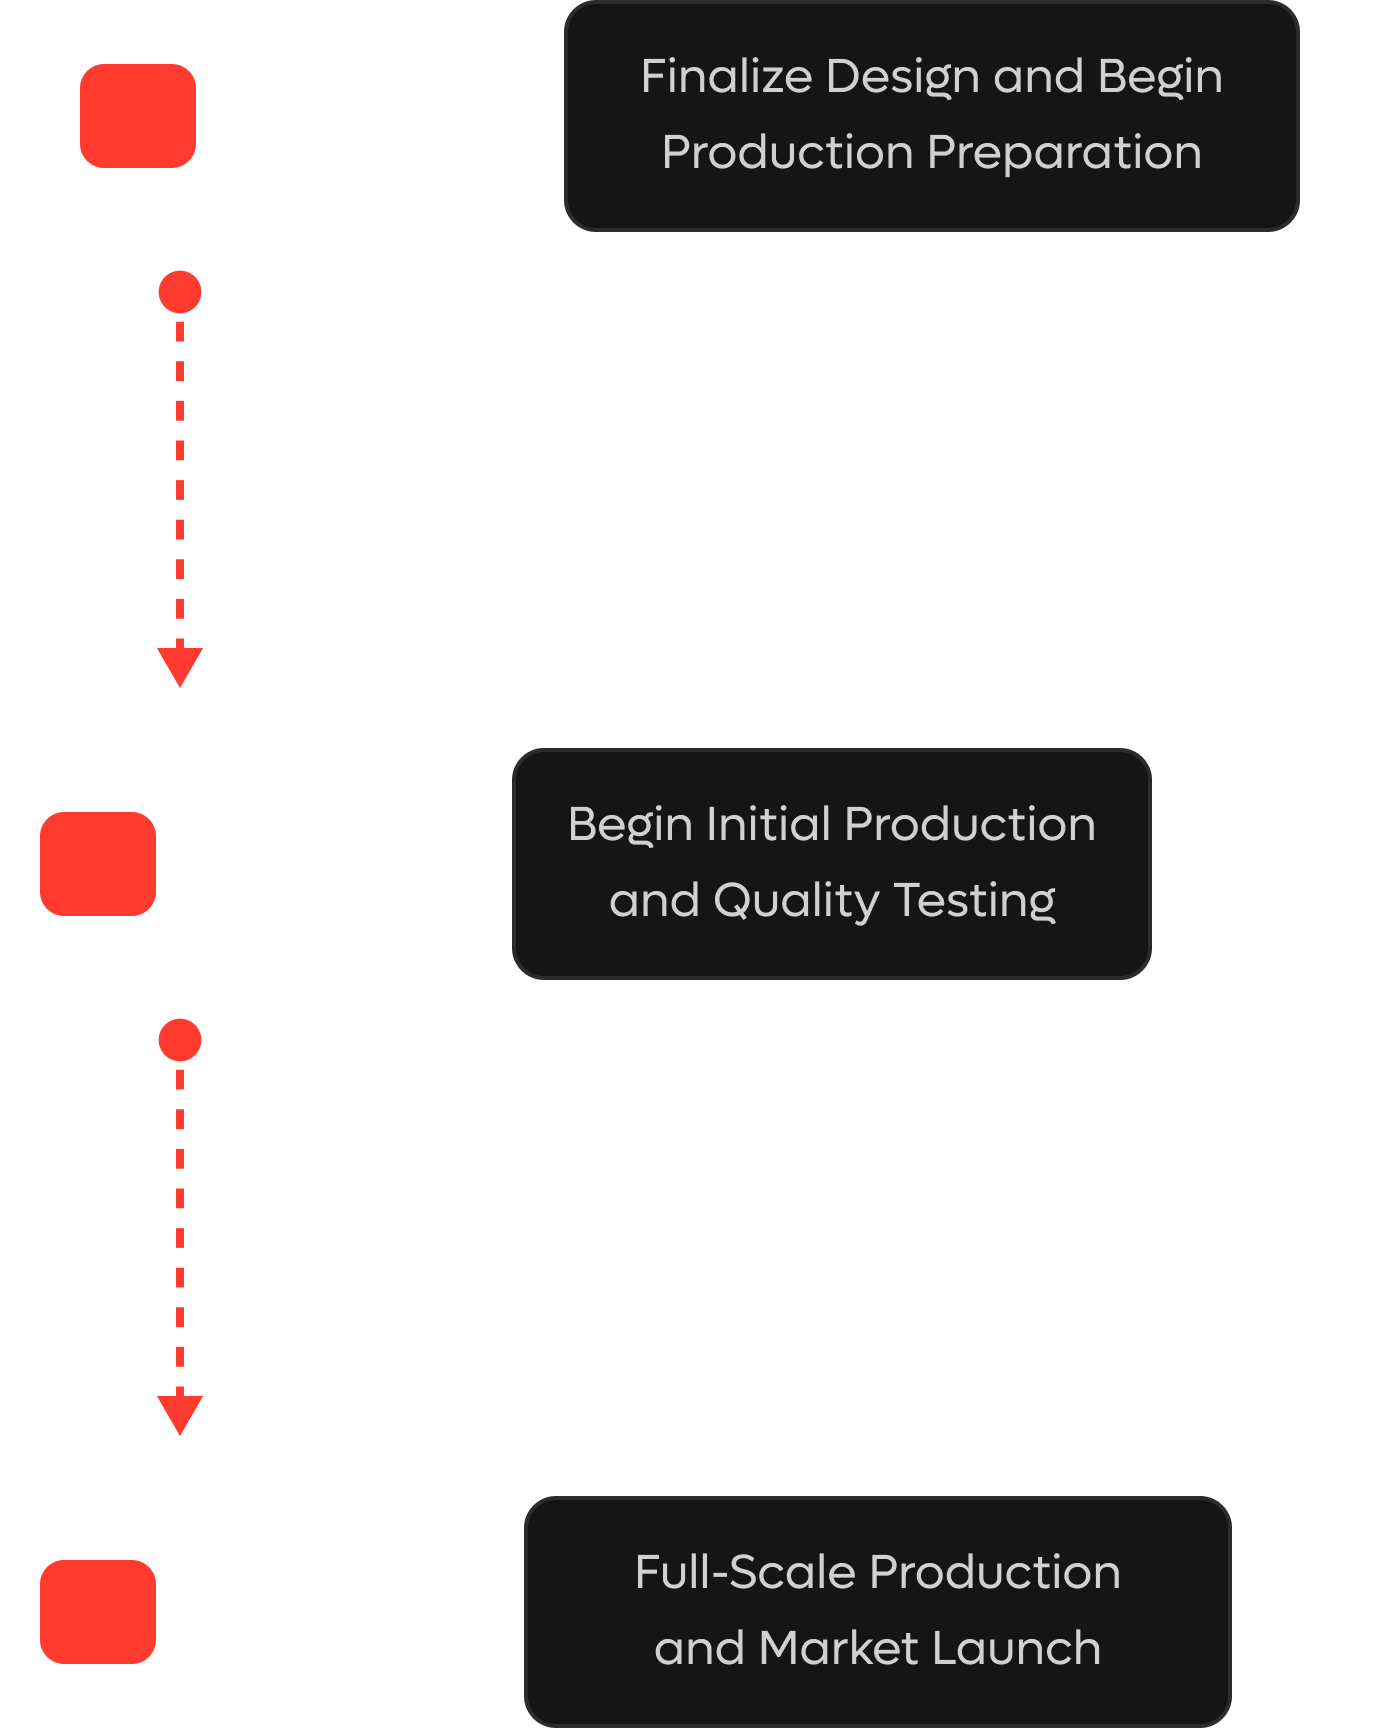 Finalize Design and Begin
Production Preparation
Begin Initial Production
and Quality Testing
Full-Scale Production
and Market Launch